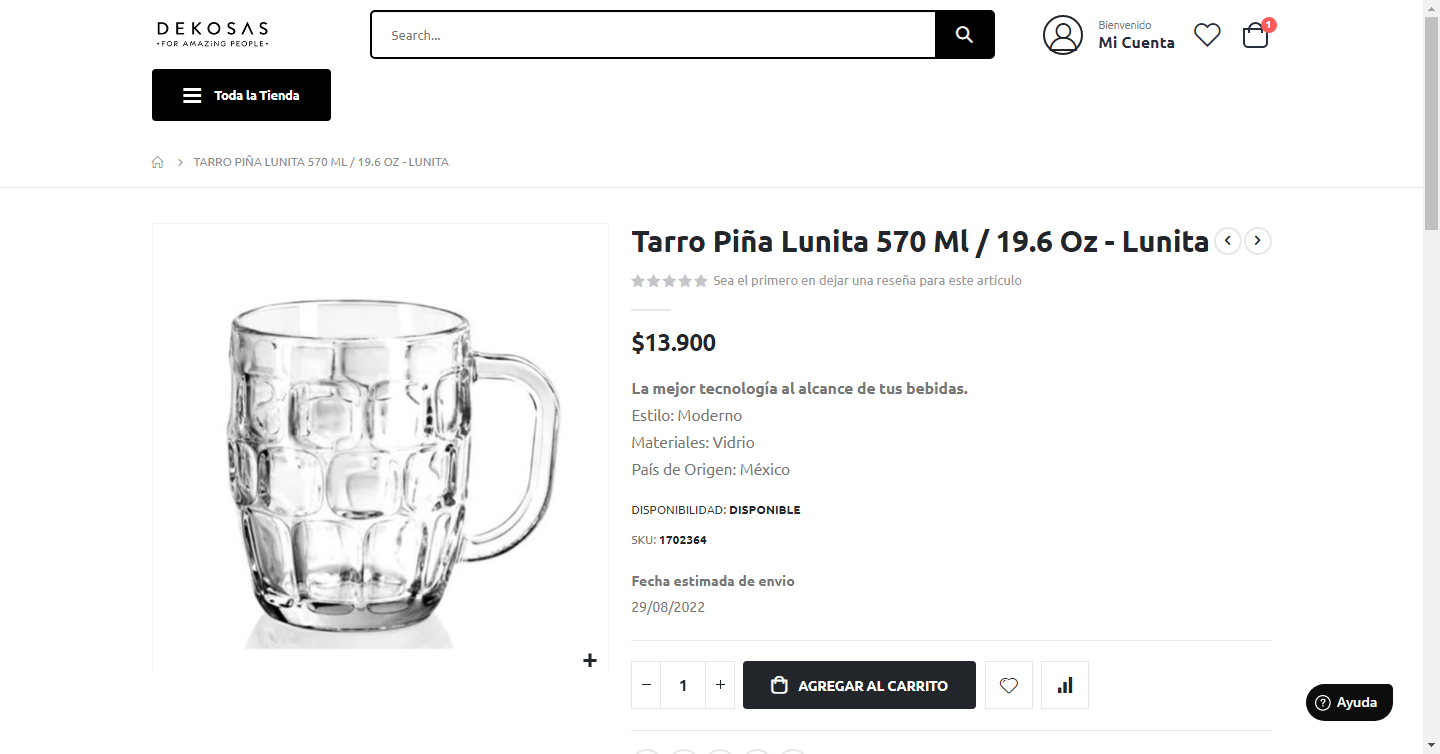 DEKOSAS
•FOR AMAZiNG PEOPLE•
Search...
Bienvenido
Mi Cuenta
1
Toda la Tienda
TARRO PIÑA LUNITA 570 ML / 19.6 OZ - LUNITA
Tarro Piña Lunita 570 Ml / 19.6 Oz - Lunita
Sea el primero en dejar una reseña para este artículo
$13.900
La mejor tecnología al alcance de tus bebidas.
Estilo: Moderno
Materiales: Vidrio
País de Origen: México
DISPONIBILIDAD: DISPONIBLE
SKU: 1702364
Fecha estimada de envio
29/08/2022
− 1 +
AGREGAR AL CARRITO
Ayuda